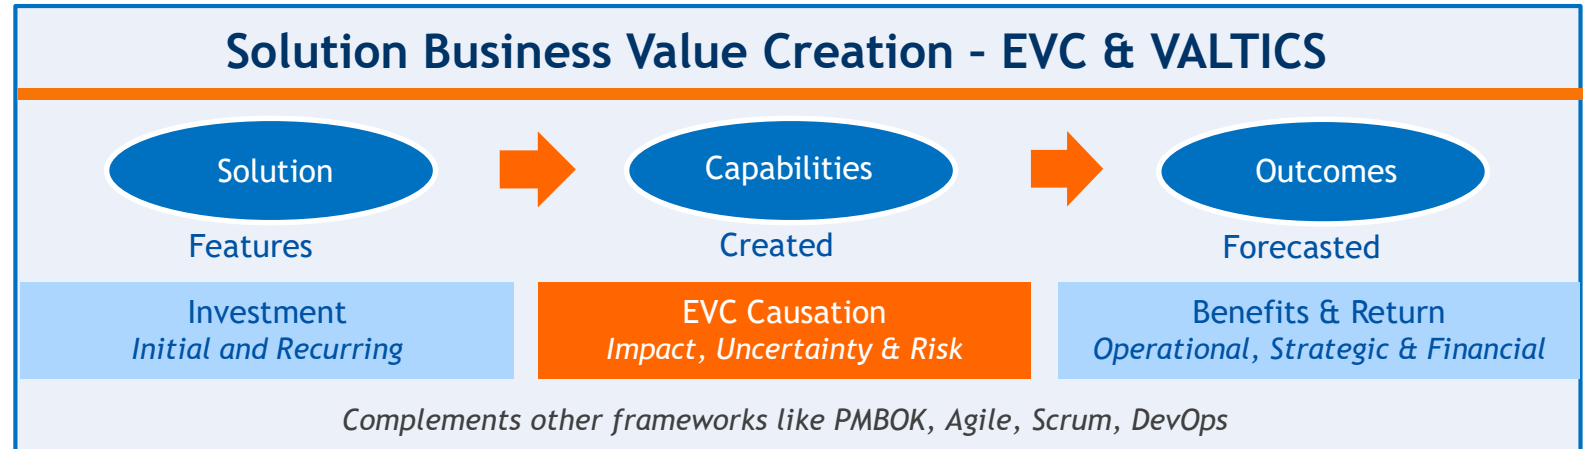 Solution Business Value Creation – EVC & VALTICS
Solution
Capabilities
Outcomes
Features
Created
Forecasted
Investment
Initial and Recurring
EVC Causation
Impact, Uncertainty & Risk
Benefits & Return
Operational, Strategic & Financial
Complements other frameworks like PMBOK, Agile, Scrum, DevOps